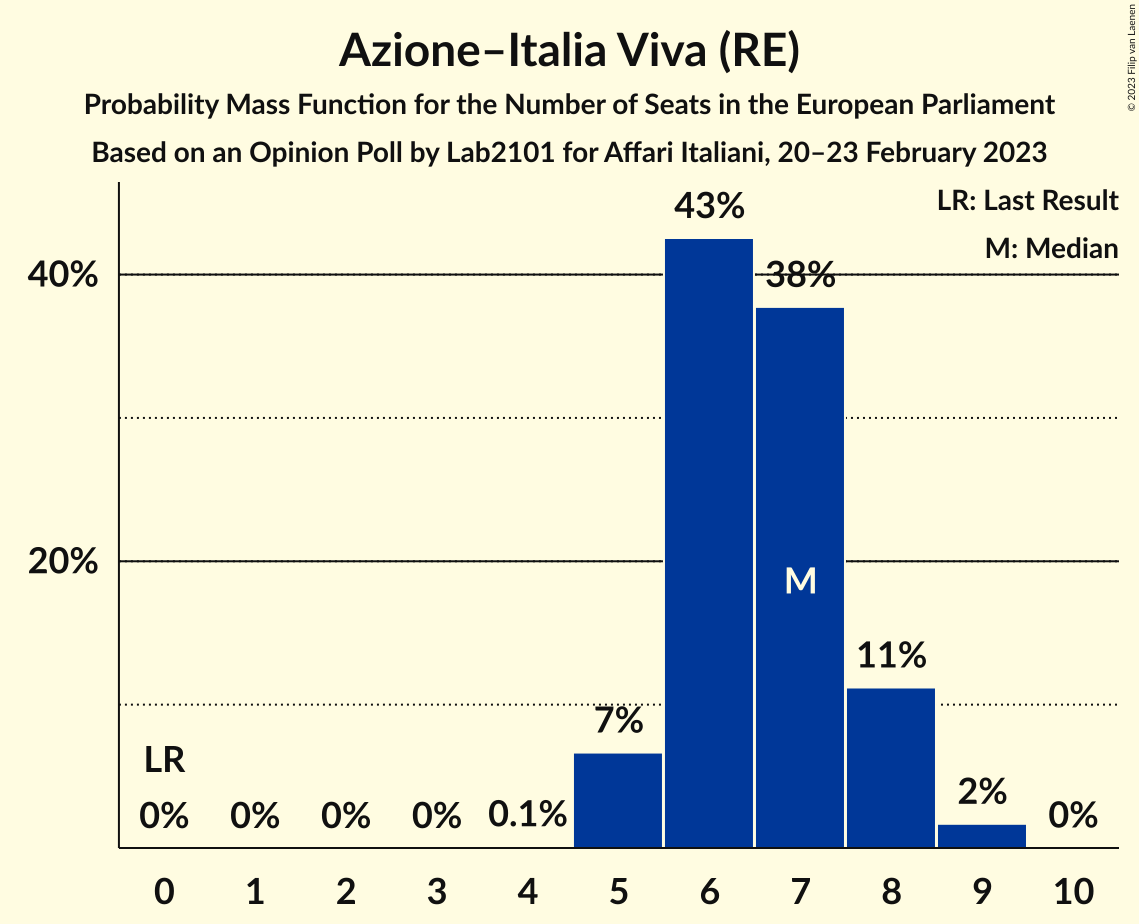 Azione–Italia Viva (RE)
Probability Mass Function for the Number of Seats in the European Parliament
Based on an Opinion Poll by Lab2101 for Affari Italiani, 20–23 February 2023
© 2023 Filip van Laenen
LR: Last Result
M: Median
43%
40%
38%
20%
M
11%
7%
LR
2%
0%
0%
0%
0%
0.1%
0%
0 1 2 3 4 5 6 7 8 9 10